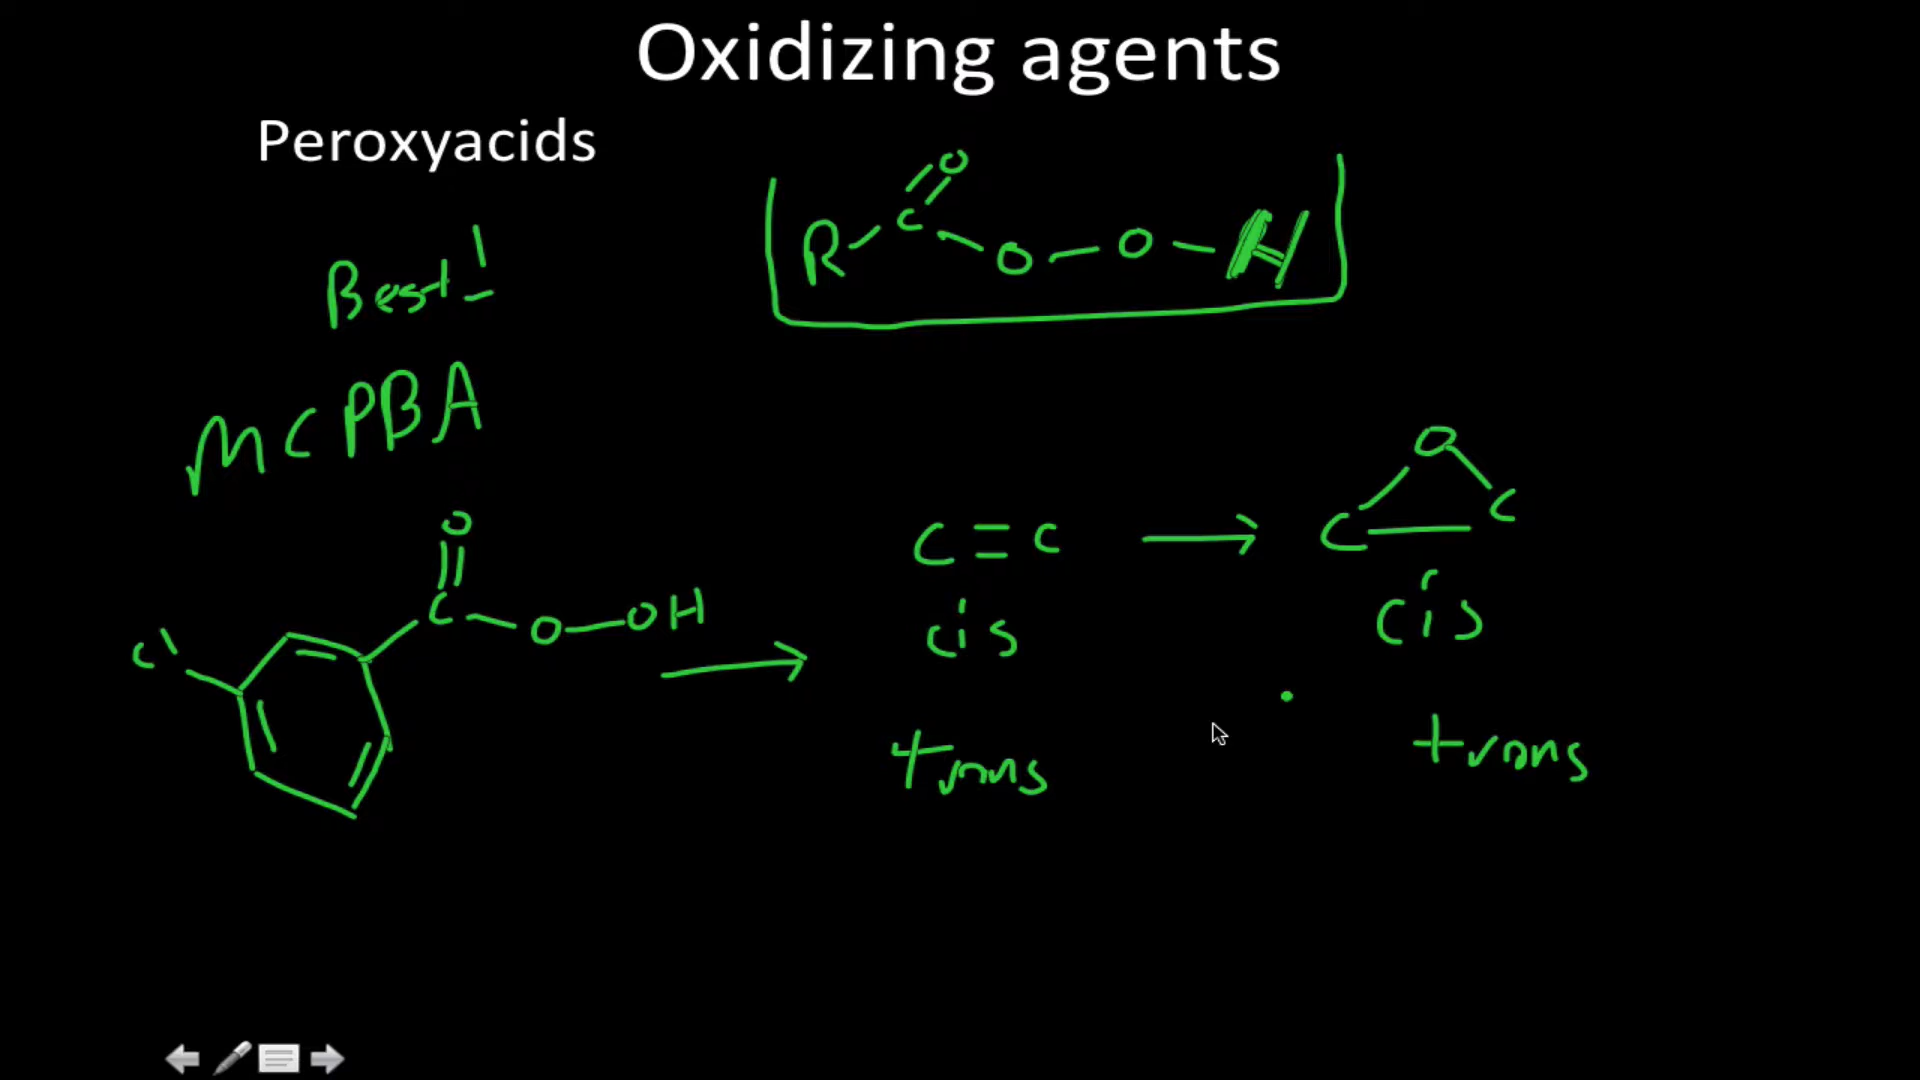 Oxidizing agents
Peroxyacids
O
R C O O H
Best!
MCPBA
O
C O OH
Cl
O
C = C → C C
cis cis
trans trans